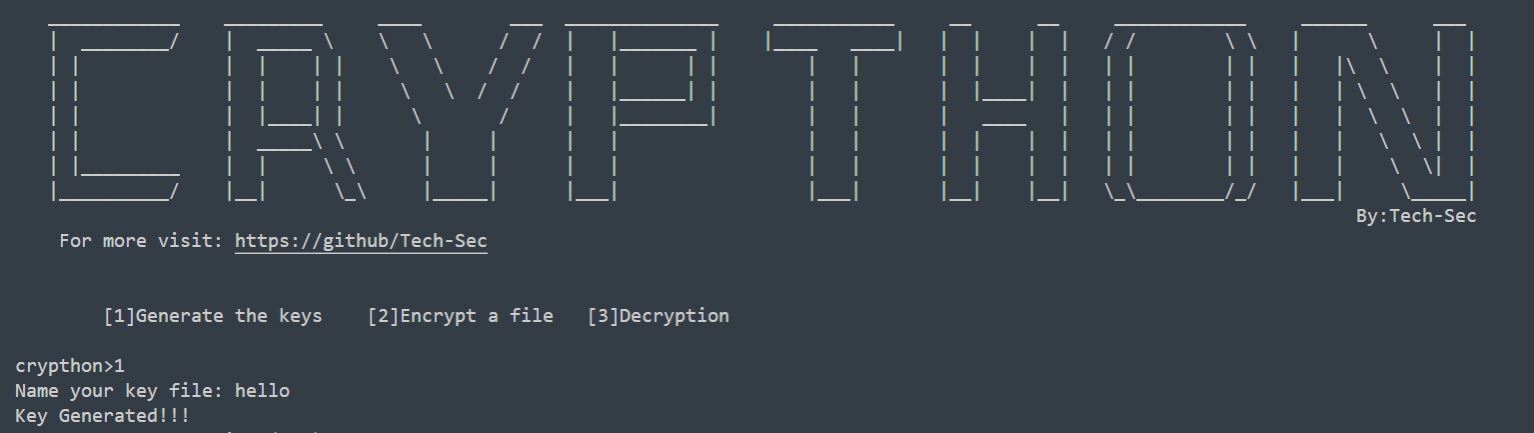 CRYPTHON
By:Tech-Sec
For more visit: https://github/Tech-Sec
[1]Generate the keys    [2]Encrypt a file   [3]Decryption
crypthon>1
Name your key file: hello
Key Generated!!!